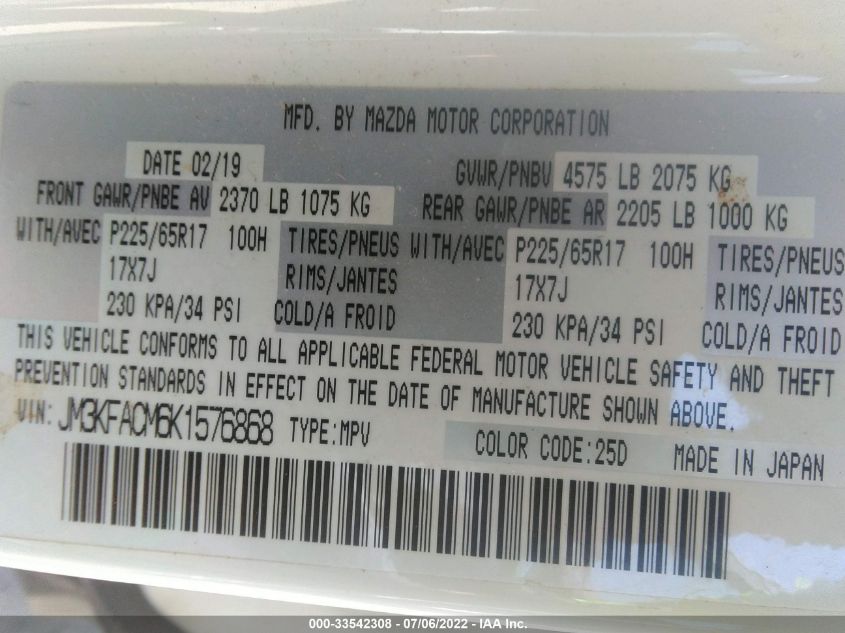 MFD. BY MAZDA MOTOR CORPORATION
DATE 02/19 GVWR/PNBV 4575 LB 2075 KG
FRONT GAWR/PNBE AV 2370 LB 1075 KG REAR GAWR/PNBE AR 2205 LB 1000 KG
WITH/AVEC P225/65R17 100H TIRES/PNEUS WITH/AVEC P225/65R17 100H TIRES/PNEUS
17X7J RIMS/JANTES 17X7J RIMS/JANTES
230 KPA/34 PSI COLD/A FROID 230 KPA/34 PSI COLD/A FROID
THIS VEHICLE CONFORMS TO ALL APPLICABLE FEDERAL MOTOR VEHICLE SAFETY AND THEFT
PREVENTION STANDARDS IN EFFECT ON THE DATE OF MANUFACTURE SHOWN ABOVE.
VIN: JM3KFACM6K1576868 TYPE:MPV COLOR CODE:25D MADE IN JAPAN
000-33542308 - 07/06/2022 - IAA Inc.